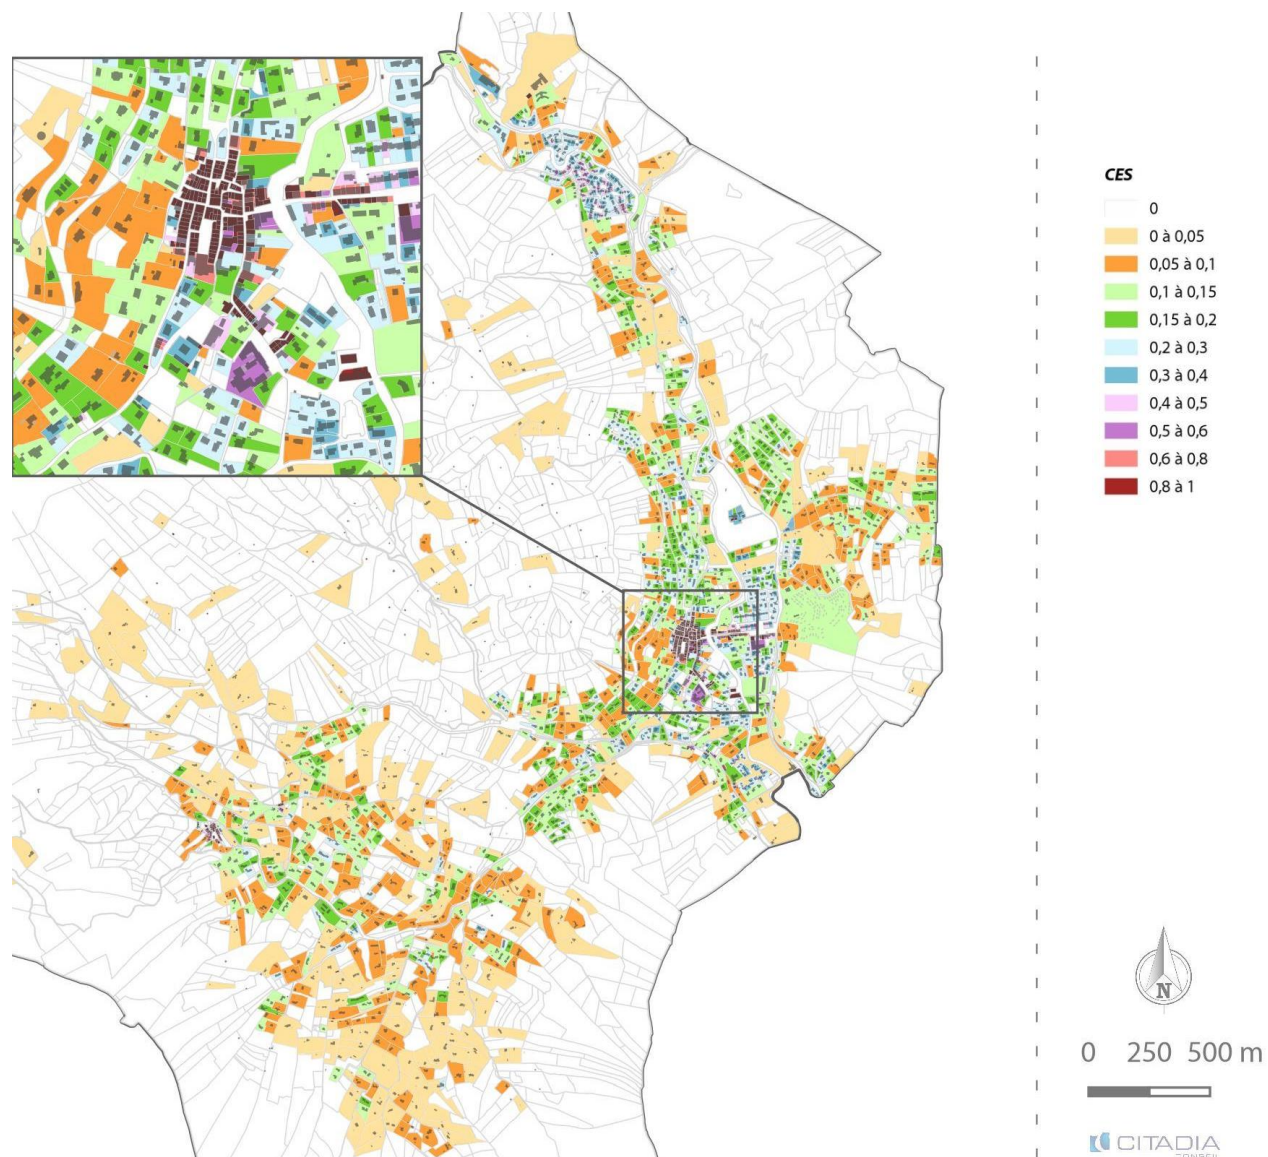 CES
0
0 à 0,05
0,05 à 0,1
0,1 à 0,15
0,15 à 0,2
0,2 à 0,3
0,3 à 0,4
0,4 à 0,5
0,5 à 0,6
0,6 à 0,8
0,8 à 1
N
0 250 500 m
CITADIA
CONSEIL